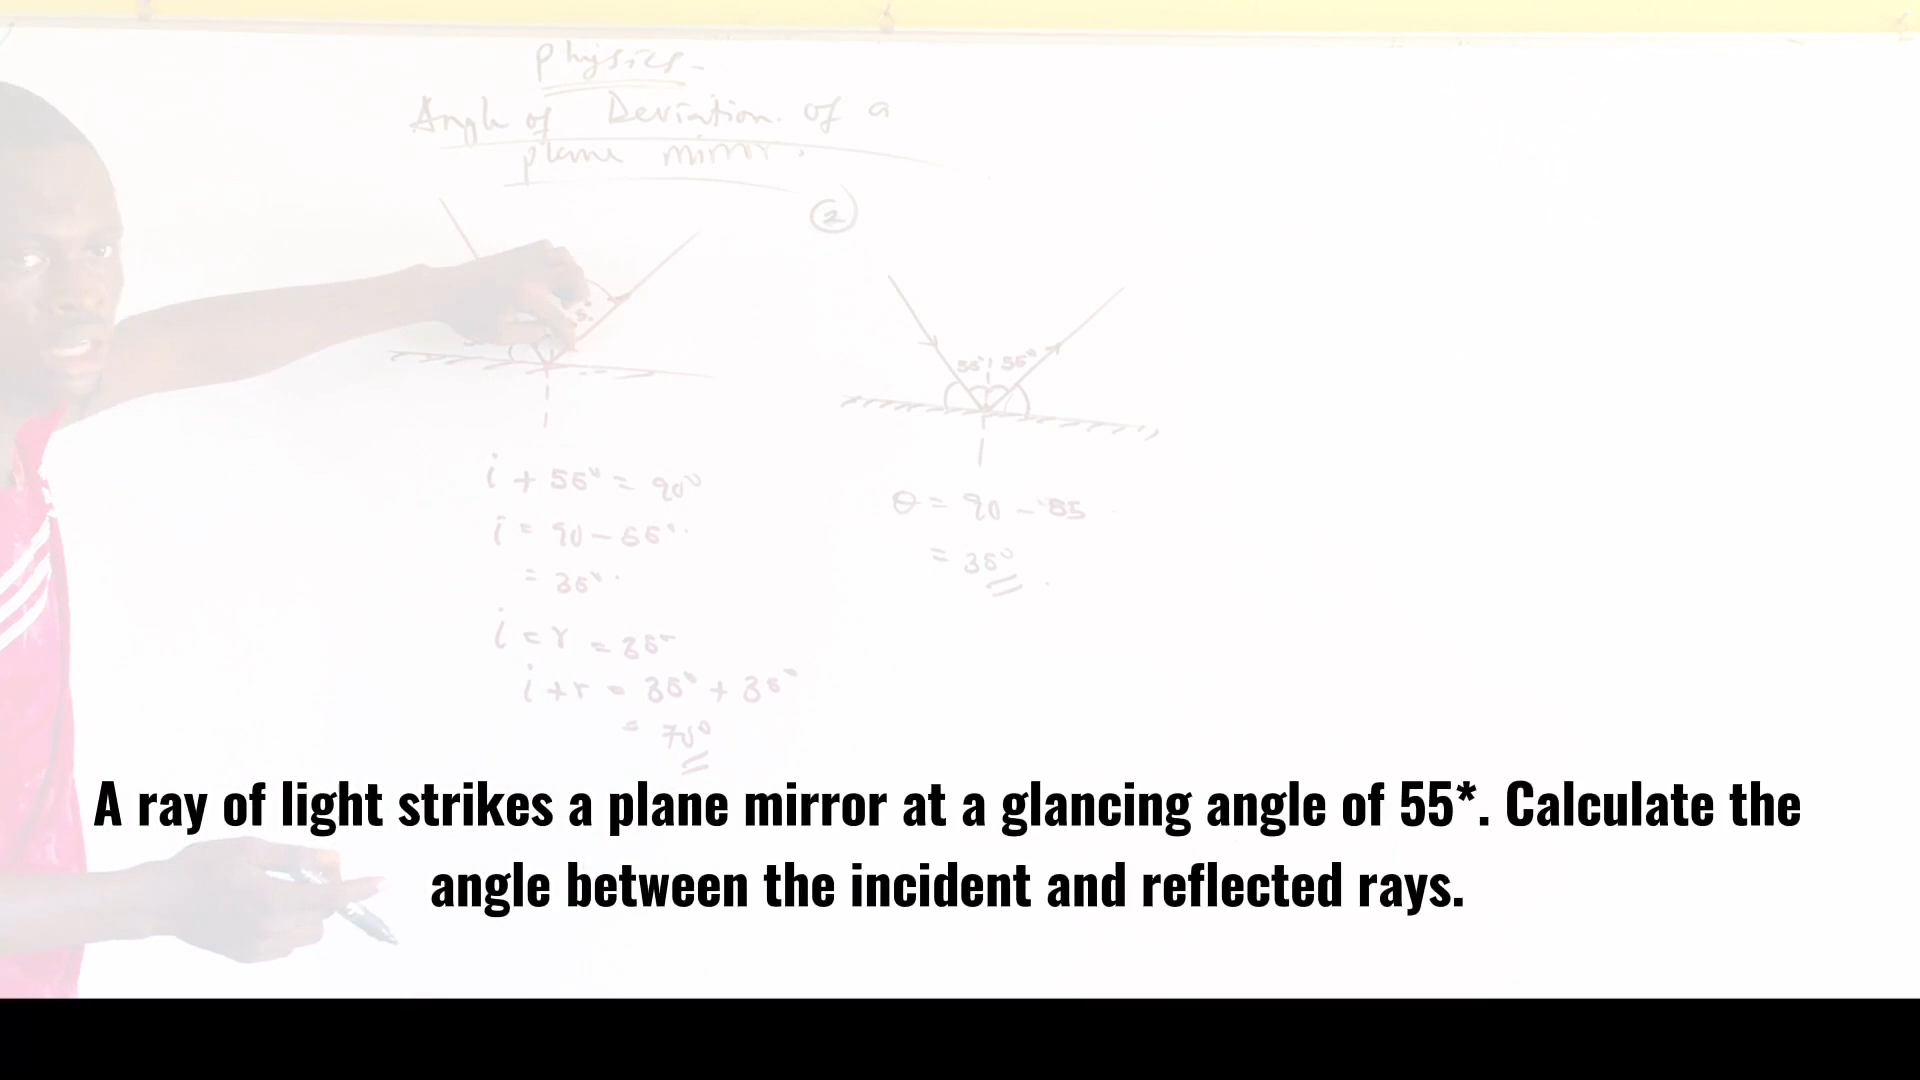 Physics-
Angle of Deviation of a
plane mirror.
②
55° 55°
i + 55° = 90°
i = 90 - 55°
= 35°
i = r = 35°
i + r = 35° + 35°
= 70°
θ = 90 - 55
= 35°
A ray of light strikes a plane mirror at a glancing angle of 55*. Calculate the
angle between the incident and reflected rays.